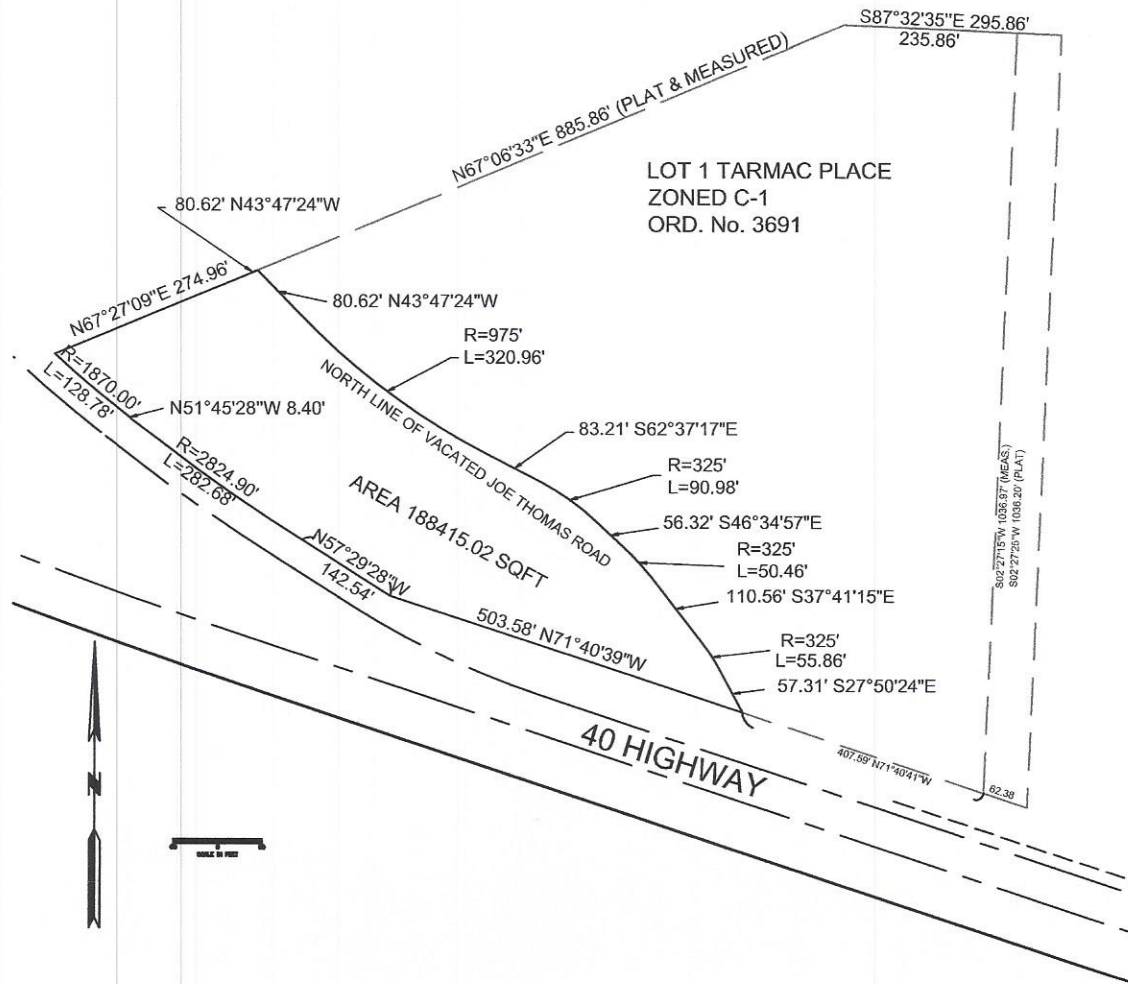 S87°32'35"E 295.86'
235.86'
N67°06'33"E 885.86' (PLAT & MEASURED)
LOT 1 TARMAC PLACE
ZONED C-1
ORD. No. 3691
80.62' N43°47'24"W
N67°27'09"E 274.96'
80.62' N43°47'24"W
R=975'
L=320.96'
R=1870.00'
L=128.78'
N51°45'28"W 8.40'
NORTH LINE OF VACATED JOE THOMAS ROAD
83.21' S62°37'17"E
R=2824.90'
L=282.68'
R=325'
L=90.98'
AREA 188415.02 SQFT
56.32' S46°34'57"E
N57°29'28"W
142.54'
R=325'
L=50.46'
110.56' S37°41'15"E
503.58' N71°40'39"W
R=325'
L=55.86'
57.31' S27°50'24"E
S02°27'15"W 1036.97' (MEAS.)
S02°27'26"W 1036.20' (PLAT)
40 HIGHWAY
407.59' N71°40'41"W
62.38
N
SCALE IN FEET